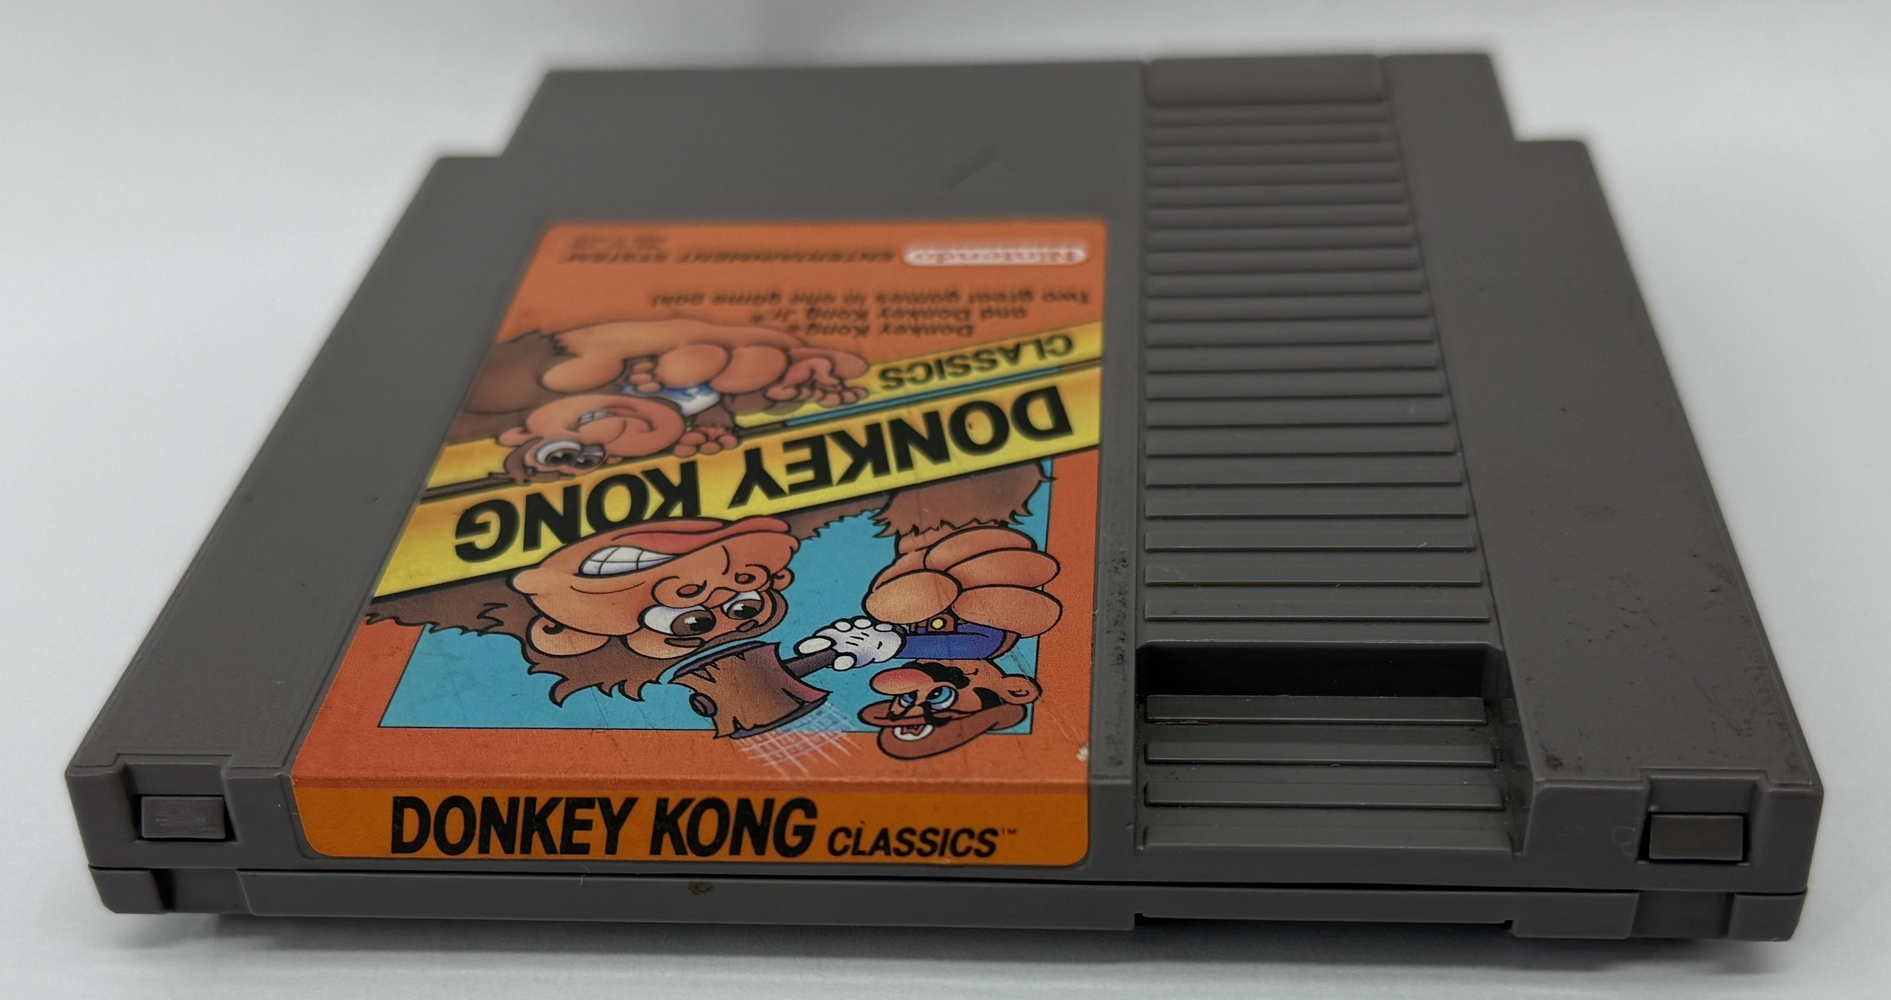 DONKEY KONG CLASSICS™
DONKEY KONG
CLASSICS
Donkey Kong®
and Donkey Kong Jr.®
Two great games in one game pak!
Nintendo ENTERTAINMENT SYSTEM®